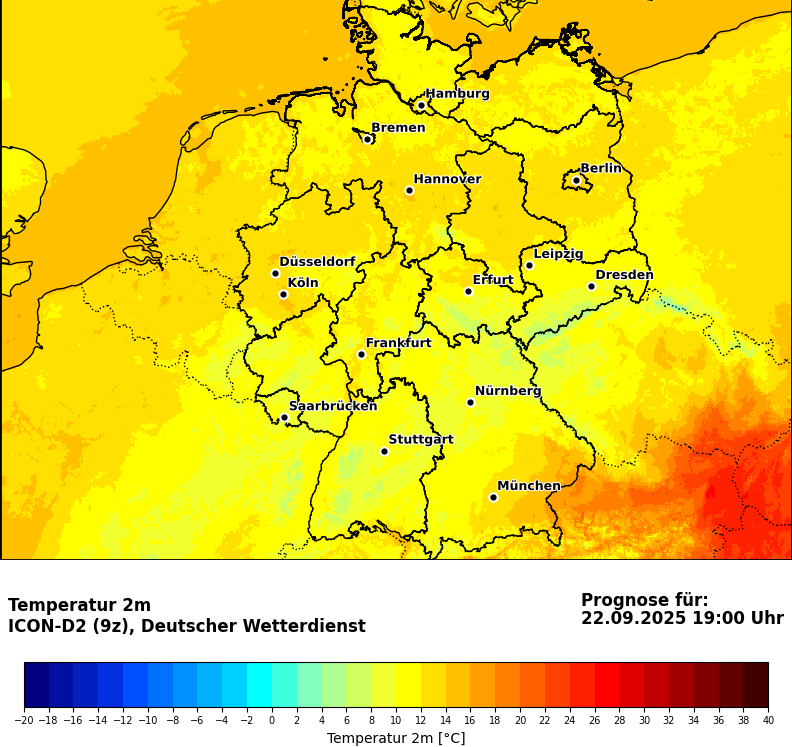 Hamburg
Bremen
Berlin
Hannover
Leipzig
Düsseldorf
Dresden
Köln
Erfurt
Frankfurt
Nürnberg
Saarbrücken
Stuttgart
München
Temperatur 2m
ICON-D2 (9z), Deutscher Wetterdienst
Prognose für:
22.09.2025 19:00 Uhr
−20 −18 −16 −14 −12 −10 −8 −6 −4 −2 0 2 4 6 8 10 12 14 16 18 20 22 24 26 28 30 32 34 36 38 40
Temperatur 2m [°C]